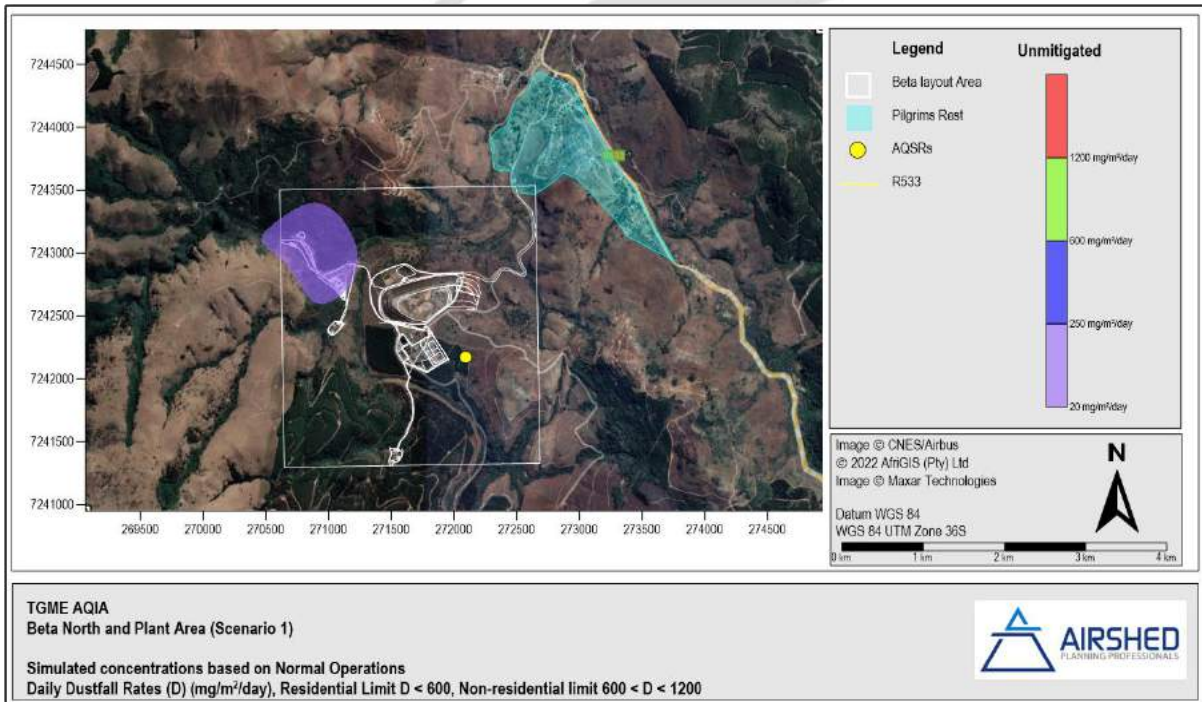 7244500
7244000
7243500
7243000
7242500
7242000
7241500
7241000
269500 270000 270500 271000 271500 272000 272500 273000 273500 274000 274500
Legend
Beta layout Area
Pilgrims Rest
AQSRs
R533
Unmitigated
1200 mg/m²/day
600 mg/m²/day
250 mg/m²/day
20 mg/m²/day
Image © CNES/Airbus
© 2022 AfriGIS (Pty) Ltd
Image © Maxar Technologies
Datum WGS 84
WGS 84 UTM Zone 36S
N
0 km 1 km 2 km 3 km 4 km
TGME AQIA
Beta North and Plant Area (Scenario 1)
Simulated concentrations based on Normal Operations
Daily Dustfall Rates (D) (mg/m²/day), Residential Limit D < 600, Non-residential limit 600 < D < 1200
AIRSHED
PLANNING PROFESSIONALS